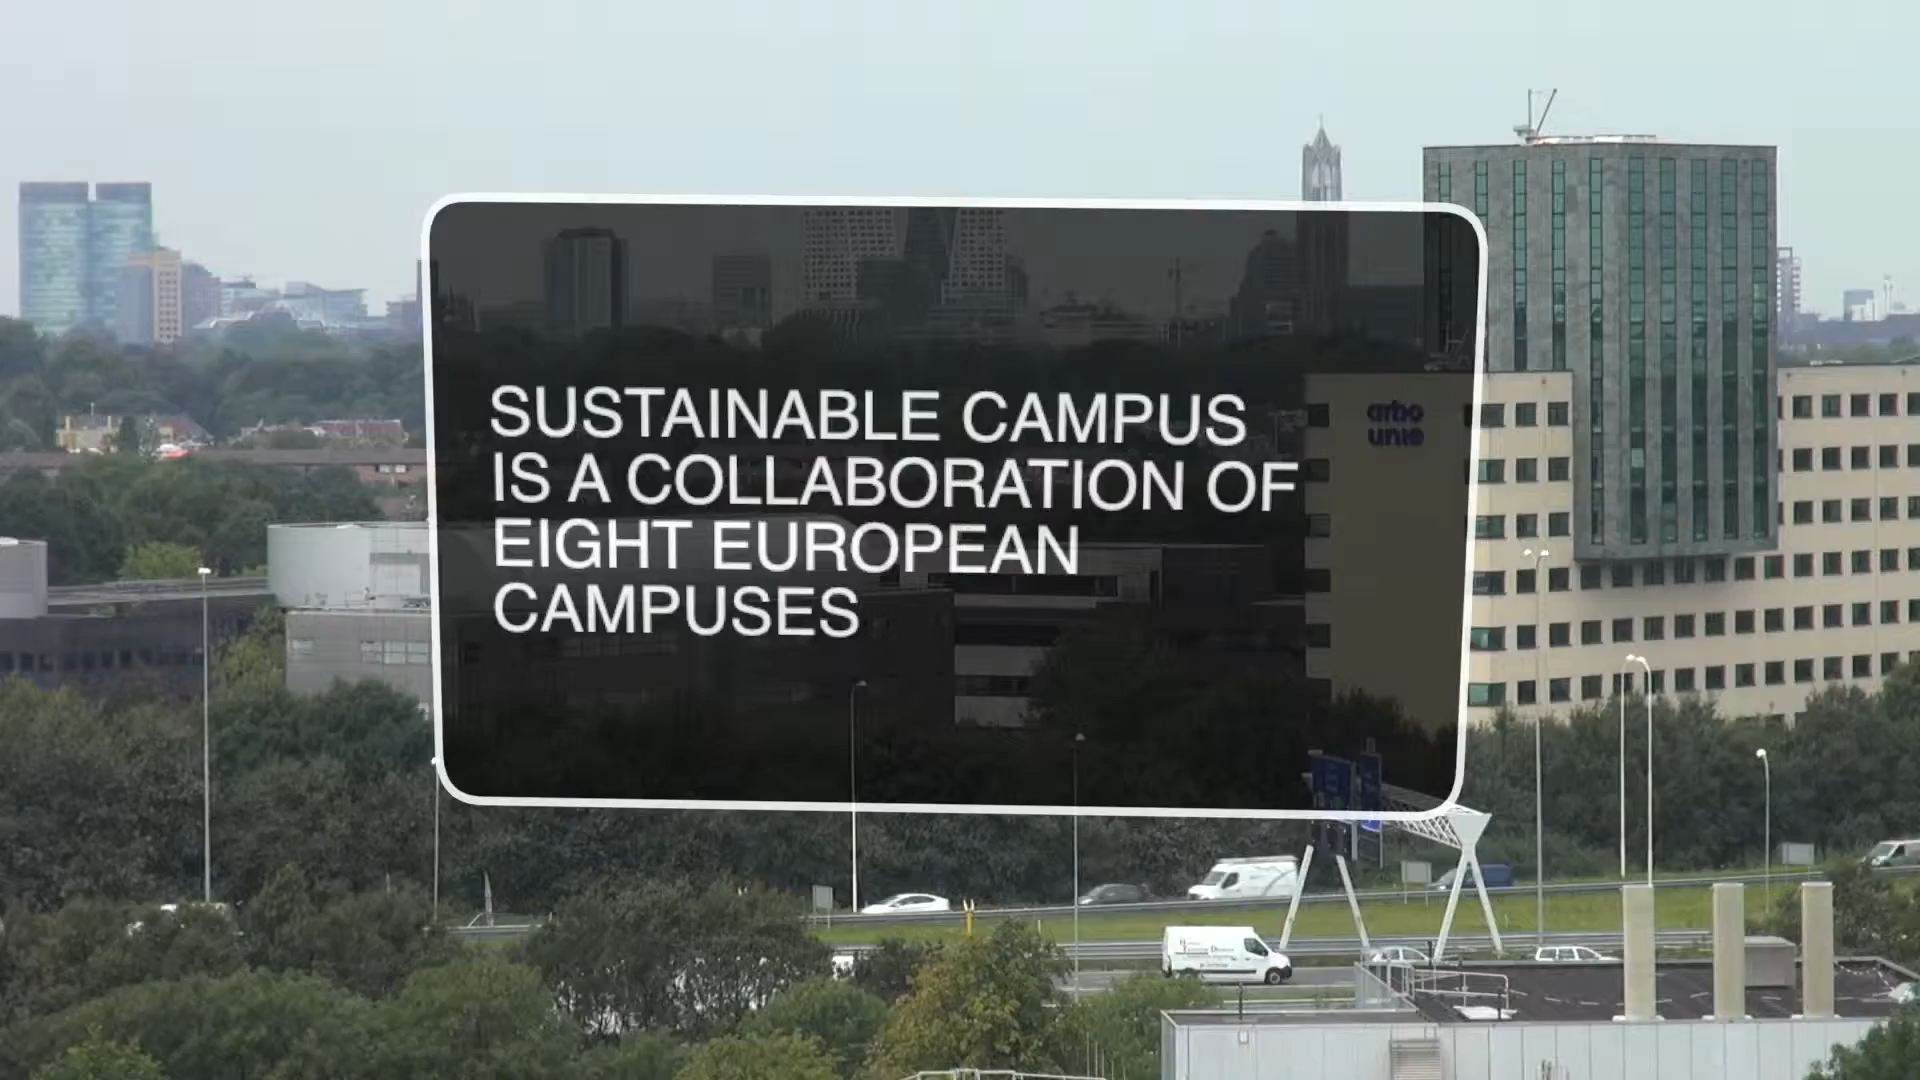 SUSTAINABLE CAMPUS
IS A COLLABORATION OF
EIGHT EUROPEAN
CAMPUSES
arbo
unie